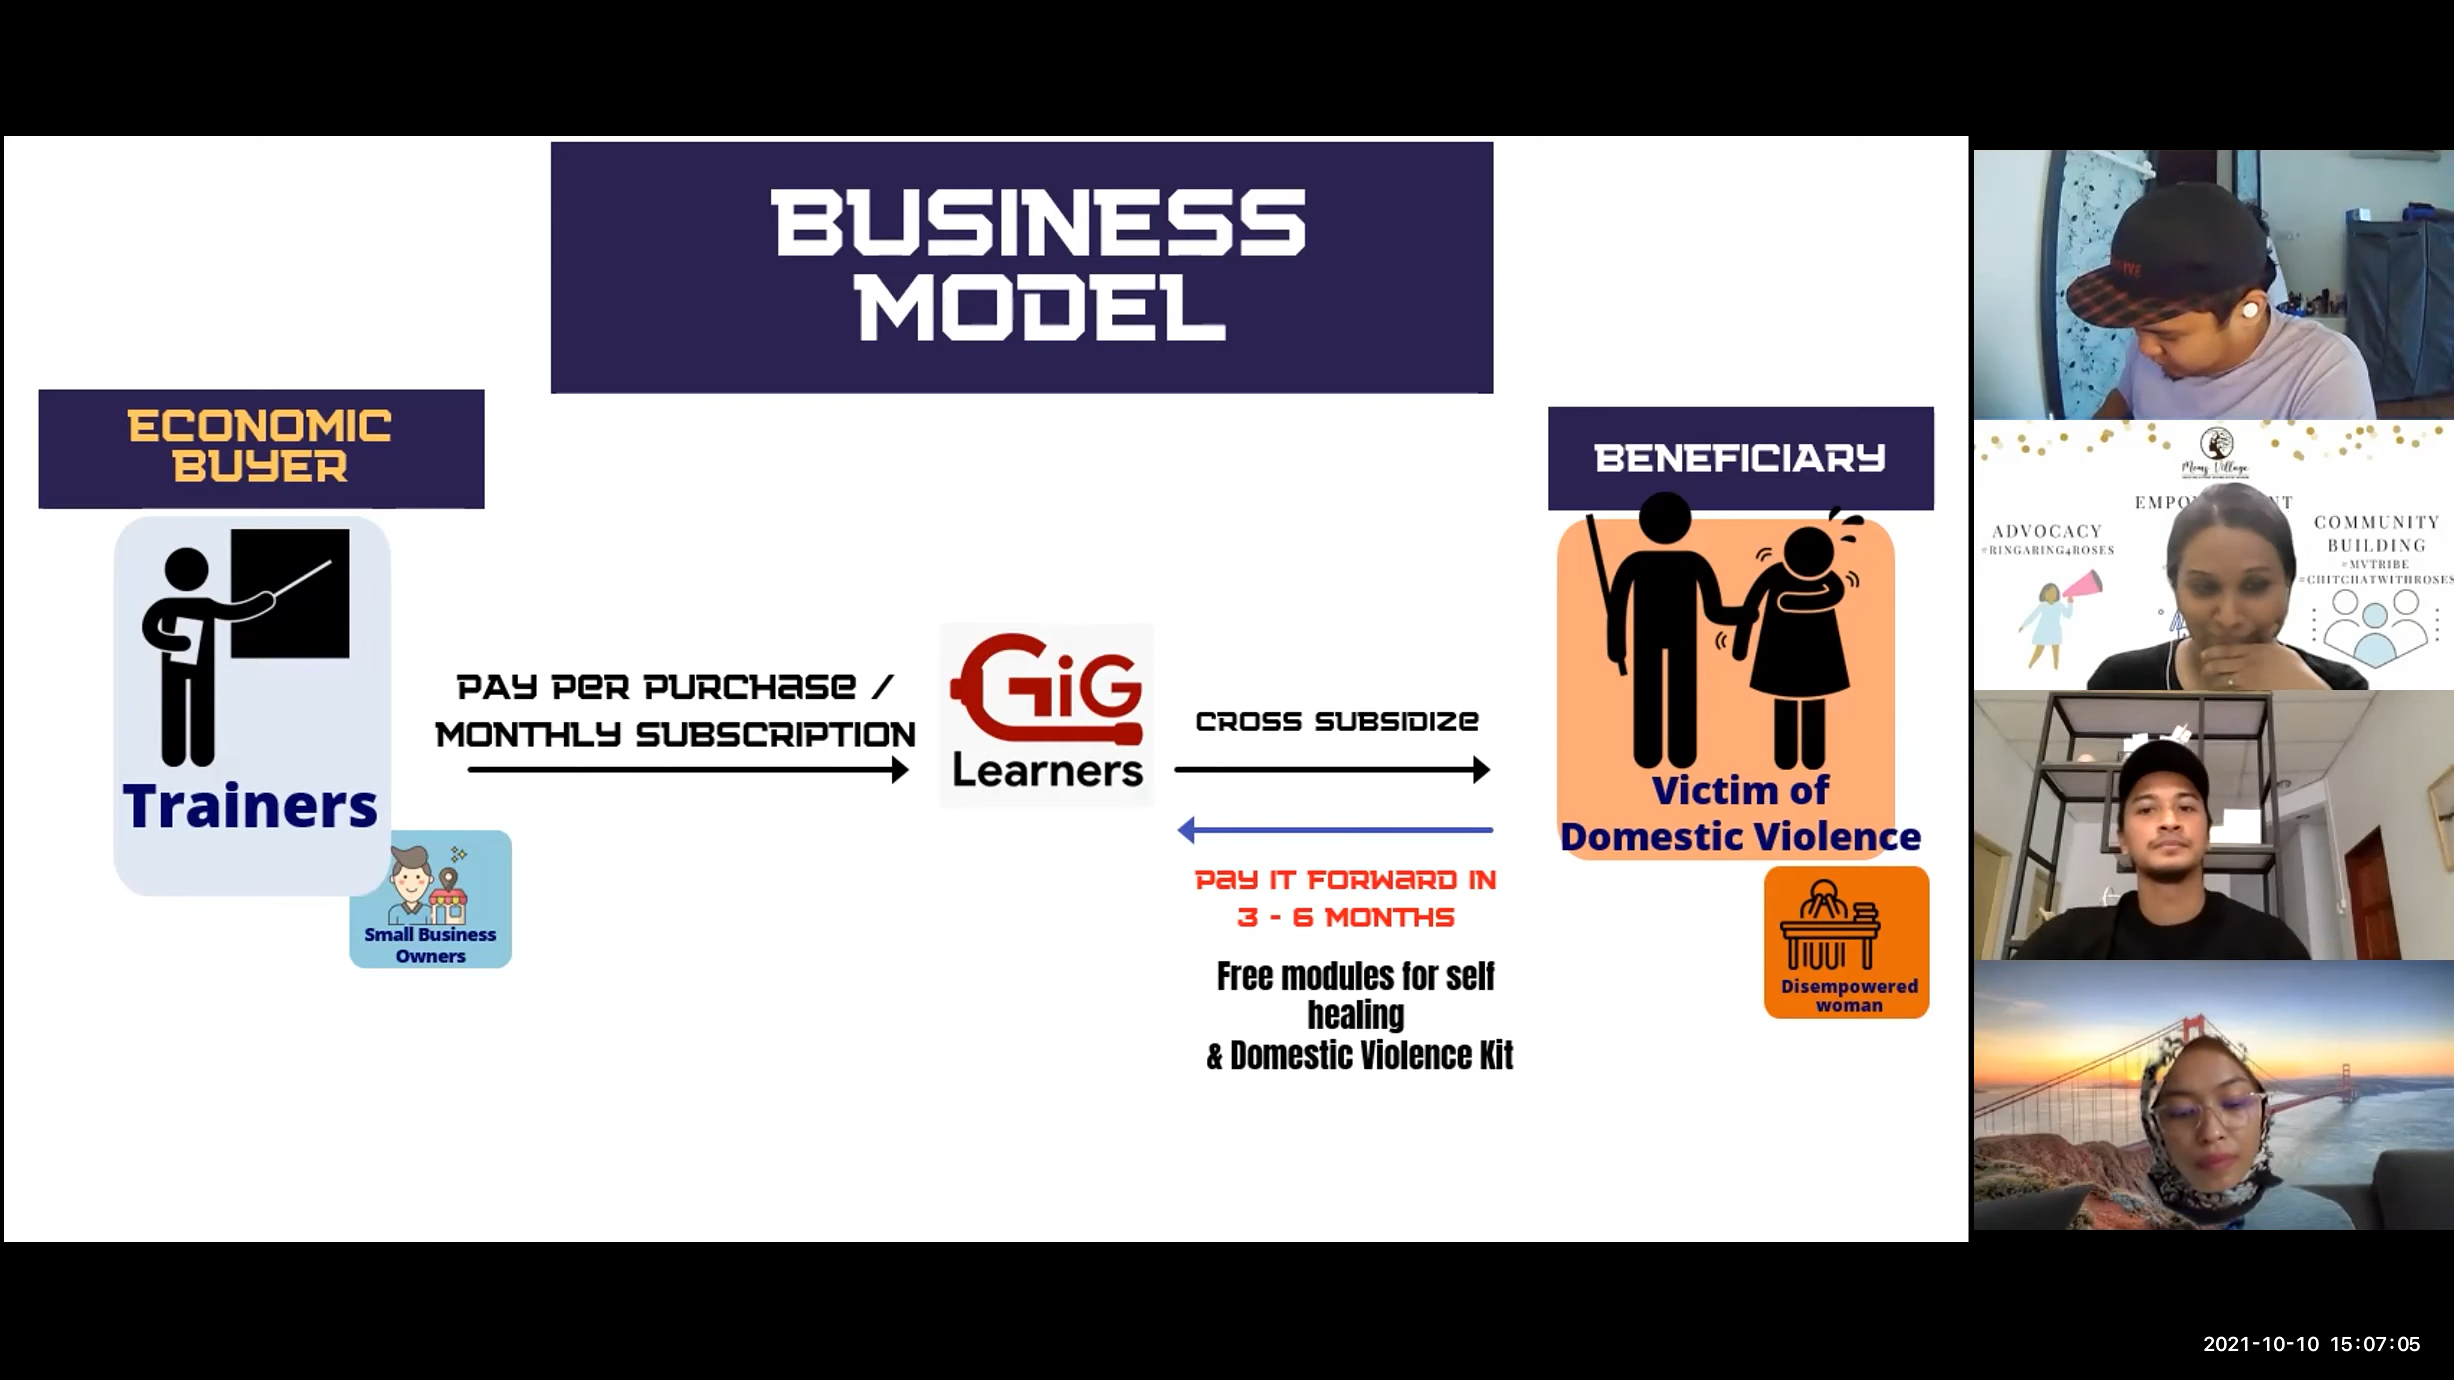 BUSINESS
MODEL
ECONOMIC
BUYER
Trainers
Small Business
Owners
PAY PER PURCHASE /
MONTHLY SUBSCRIPTION
GiG
Learners
CROSS SUBSIDIZE
PAY IT FORWARD IN
3 - 6 MONTHS
Free modules for self
healing
& Domestic Violence Kit
BENEFICIARY
Victim of
Domestic Violence
Disempowered
woman
Moms Village
ADVOCACY
#RINGARING4ROSES
COMMUNITY
BUILDING
#MVTRIBE
#CHITCHATWITHROSES
2021-10-10 15:07:05